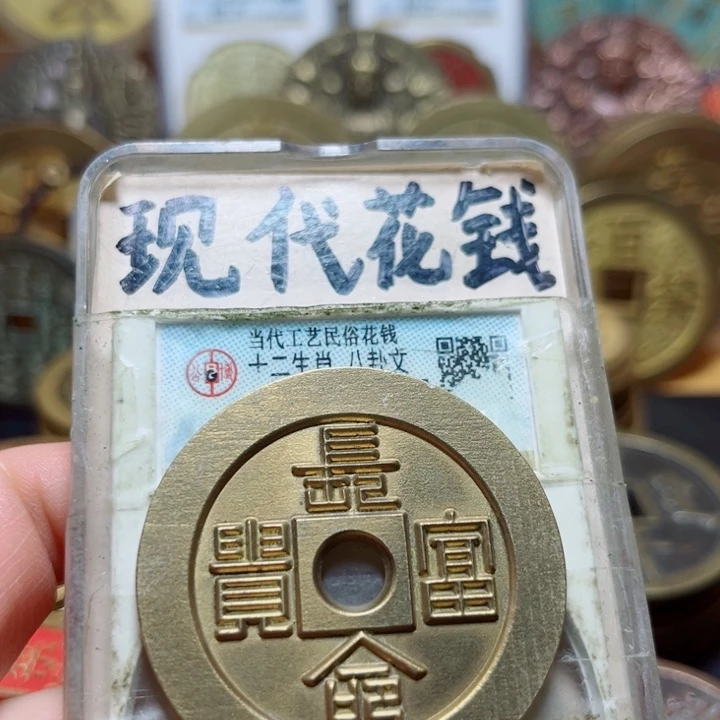 现代花钱
当代工艺民俗花钱
十二生肖 八卦文
長命富貴